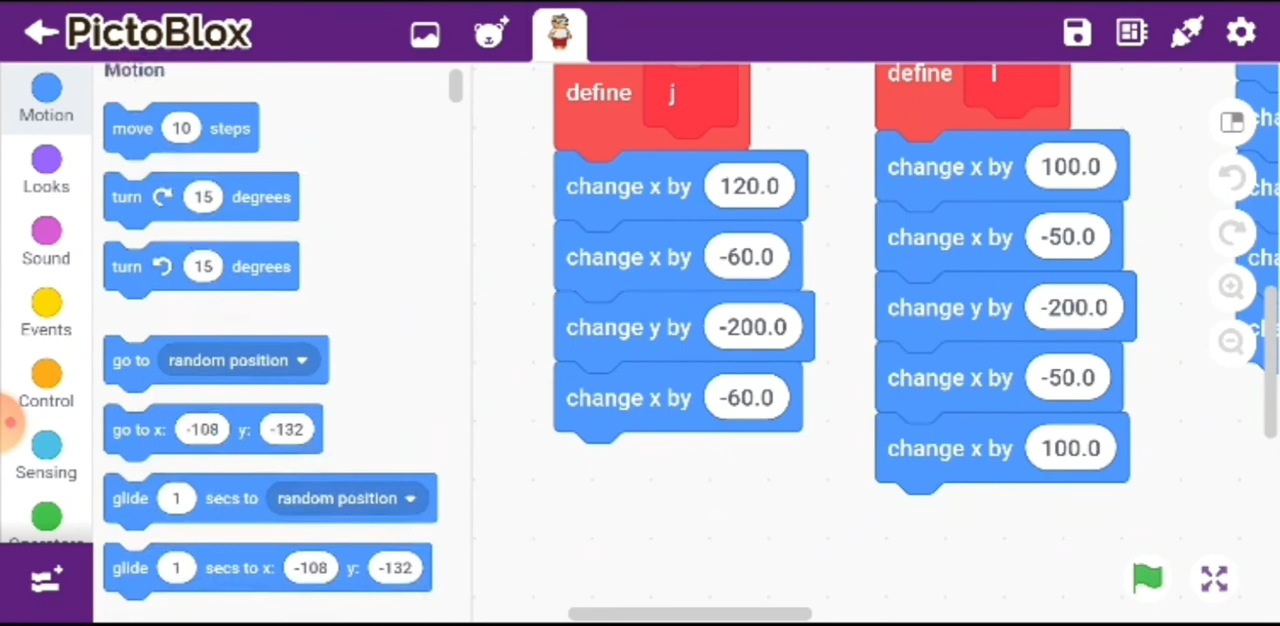 PictoBlox
Motion
Looks
Sound
Events
Control
Sensing
Operators
Motion
move 10 steps
turn 15 degrees
turn 15 degrees
go to random position
go to x: -108 y: -132
glide 1 secs to random position
glide 1 secs to x: -108 y: -132
define j
change x by 120.0
change x by -60.0
change y by -200.0
change x by -60.0
define i
change x by 100.0
change x by -50.0
change y by -200.0
change x by -50.0
change x by 100.0